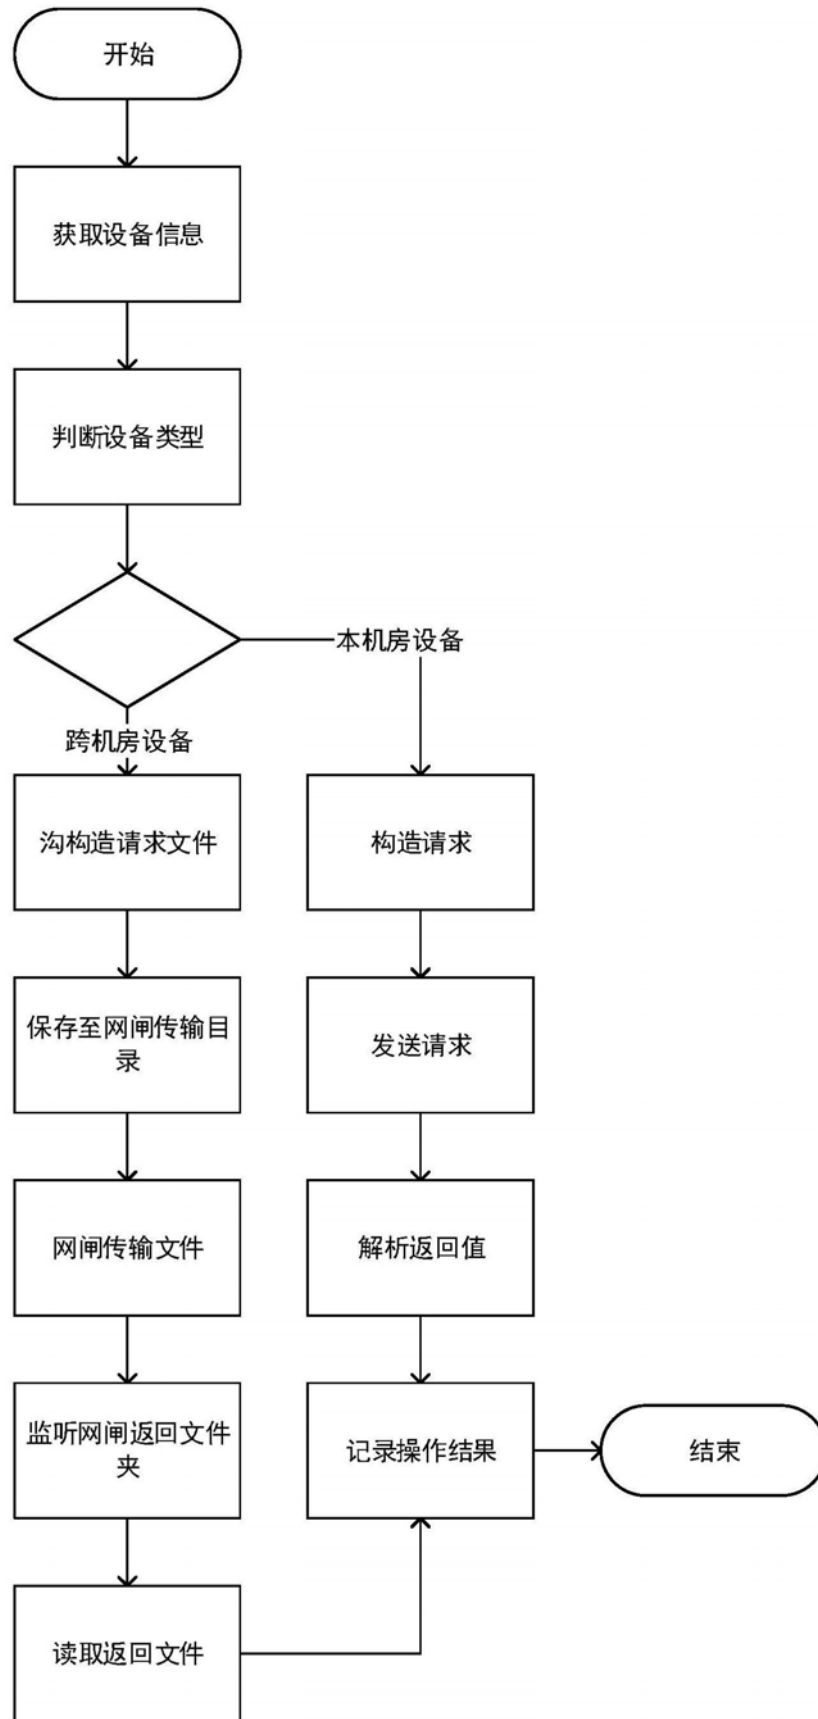 开始
获取设备信息
判断设备类型
本机房设备
跨机房设备
沟构造请求文件
构造请求
保存至网闸传输目
录
发送请求
网闸传输文件
解析返回值
监听网闸返回文件
夹
记录操作结果
结束
读取返回文件